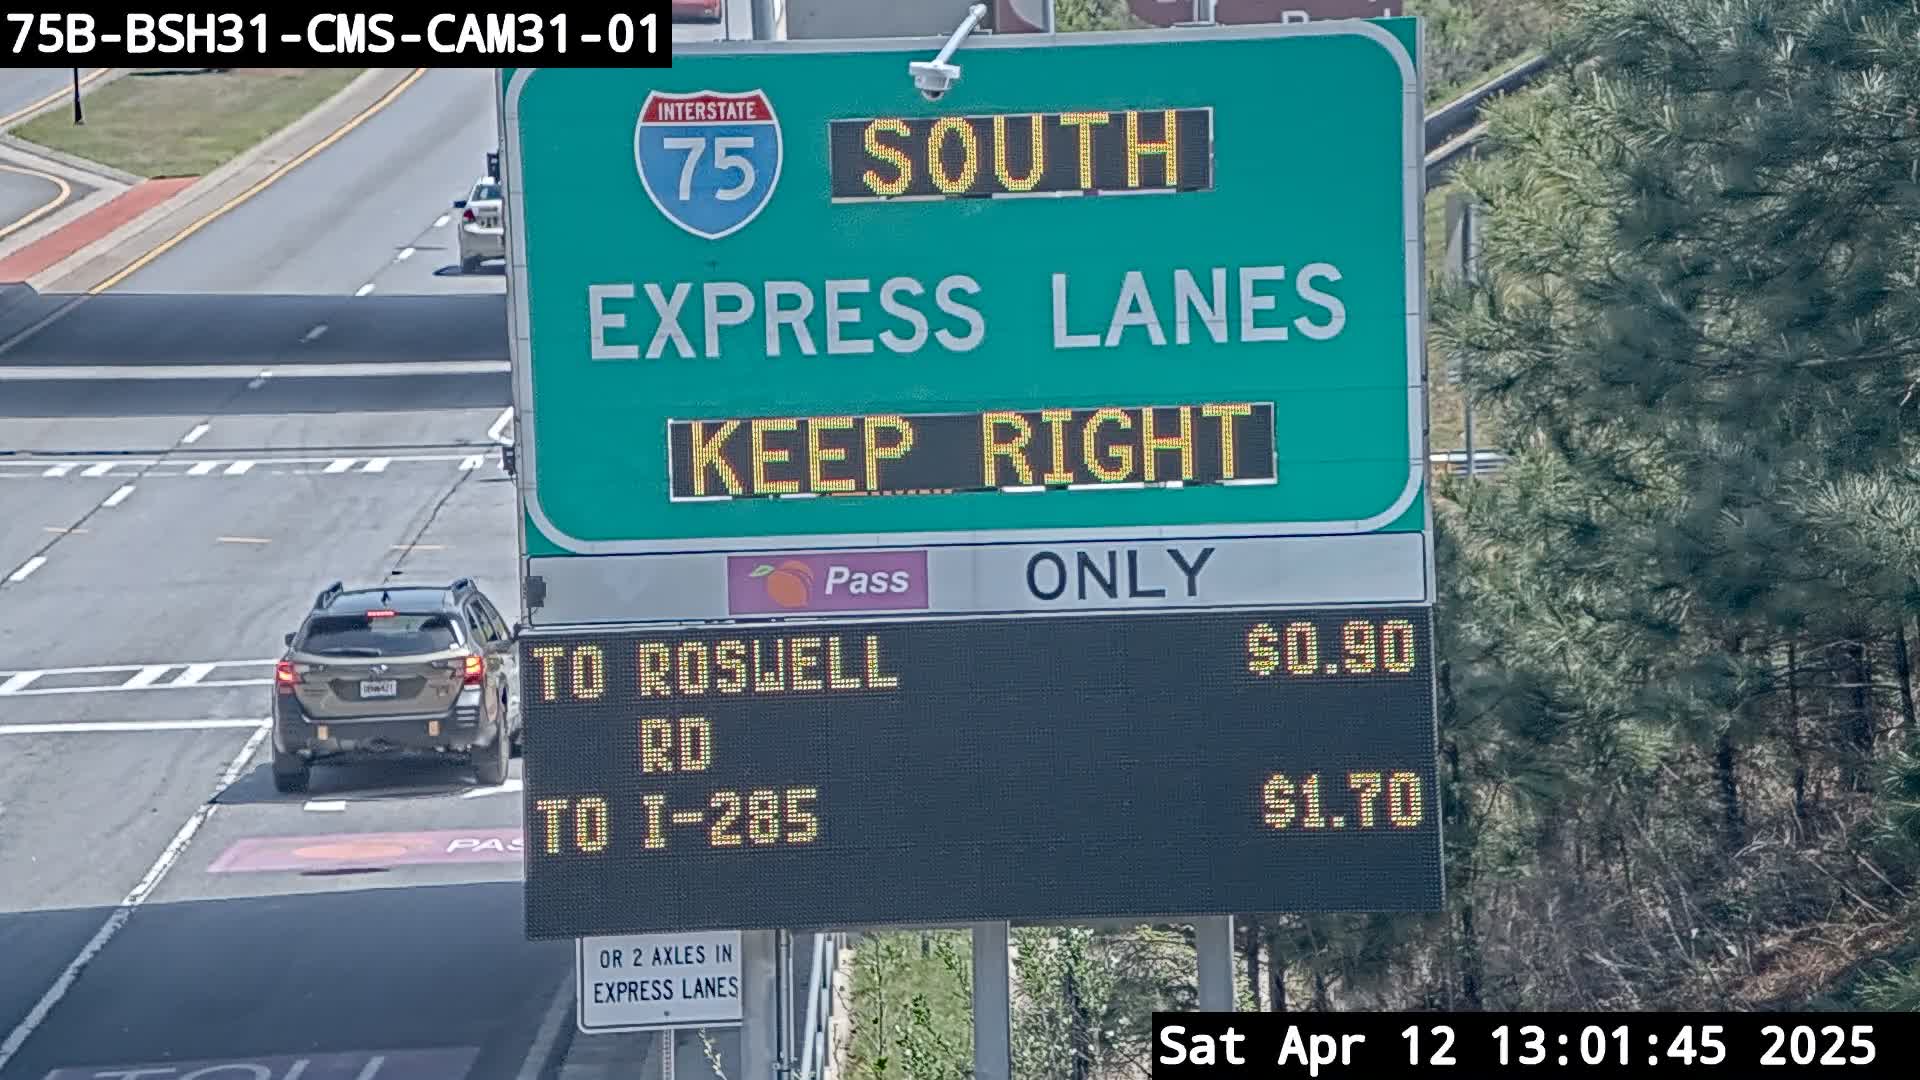 75B-BSH31-CMS-CAM31-01
INTERSTATE
75
SOUTH
EXPRESS LANES
KEEP RIGHT
Pass ONLY
TO ROSWELL $0.90
RD
TO I-285 $1.70
OR 2 AXLES IN
EXPRESS LANES
Sat Apr 12 13:01:45 2025